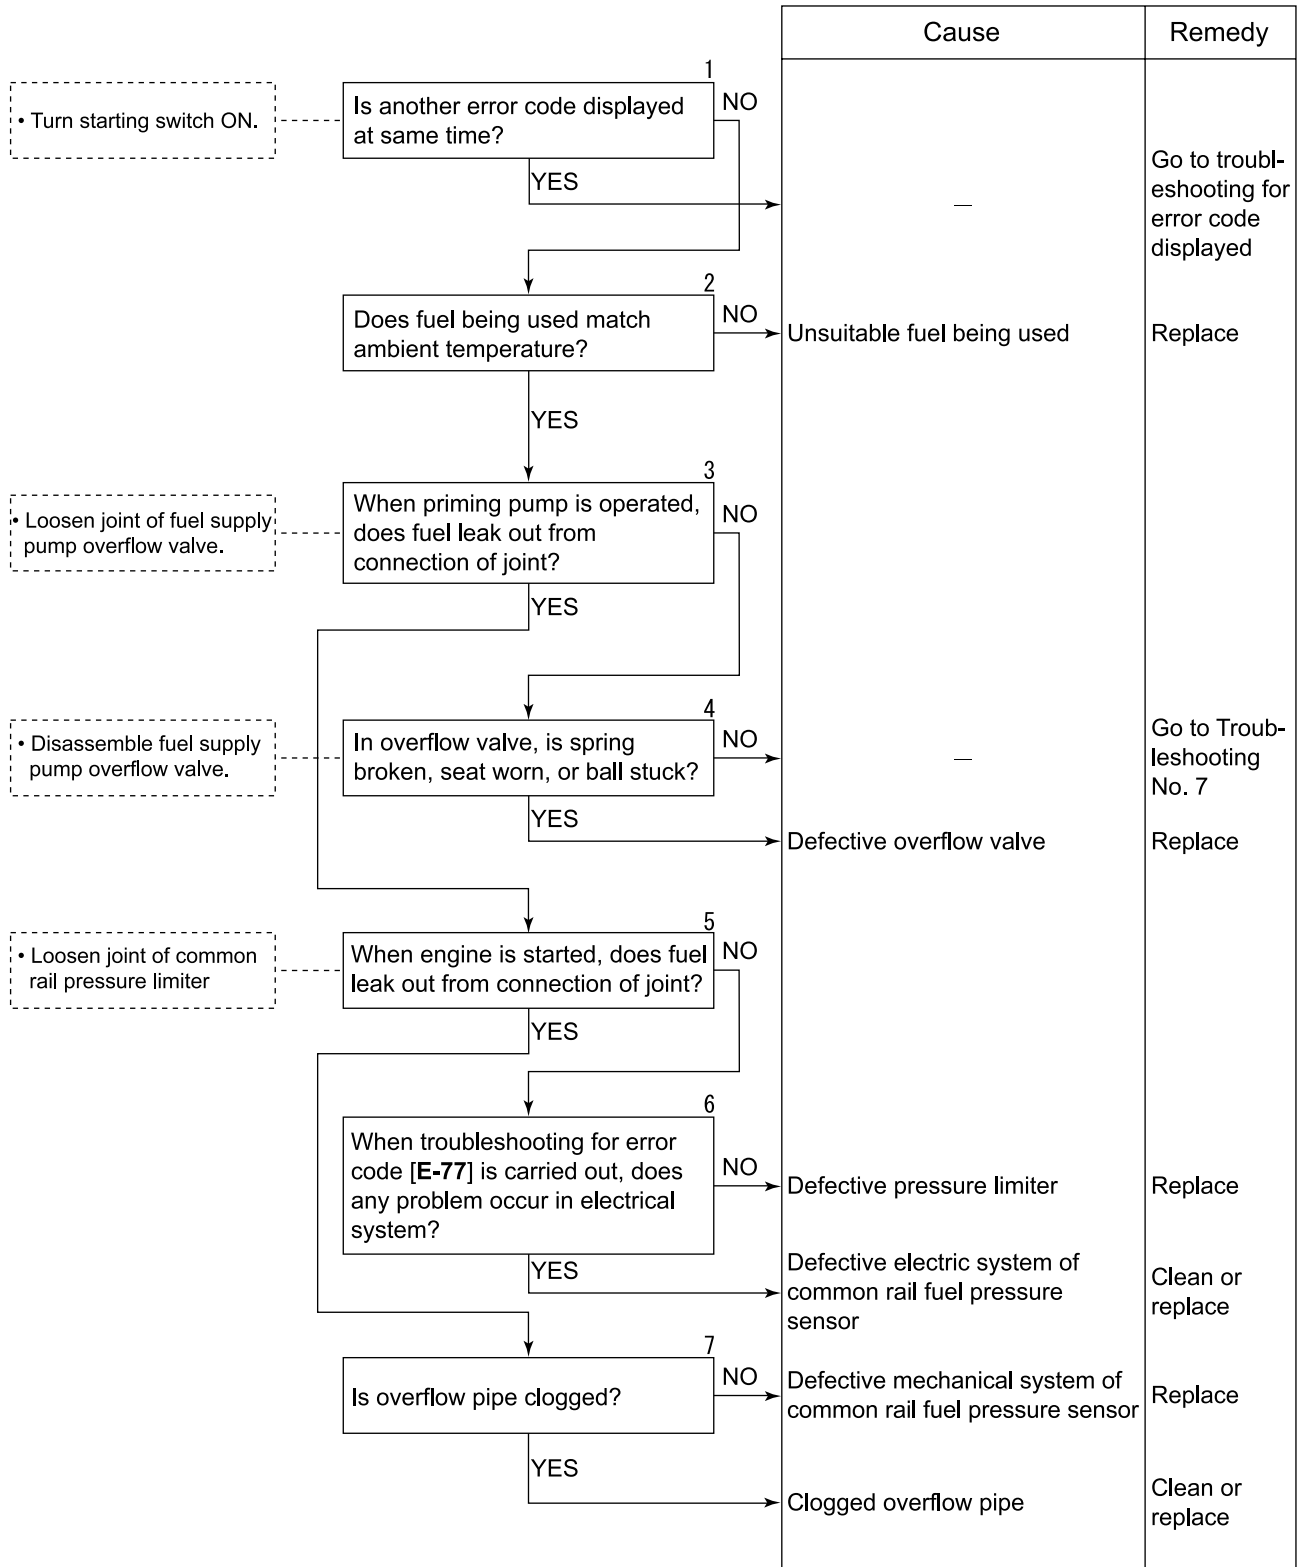 Cause
Remedy
1
• Turn starting switch ON.
Is another error code displayed
at same time?
NO
YES
—
Go to troubl-
eshooting for
error code
displayed
2
Does fuel being used match
ambient temperature?
NO
Unsuitable fuel being used
Replace
YES
3
• Loosen joint of fuel supply
pump overflow valve.
When priming pump is operated,
does fuel leak out from
connection of joint?
NO
YES
4
• Disassemble fuel supply
pump overflow valve.
In overflow valve, is spring
broken, seat worn, or ball stuck?
NO
—
Go to Troub-
leshooting
No. 7
YES
Defective overflow valve
Replace
5
• Loosen joint of common
rail pressure limiter
When engine is started, does fuel
leak out from connection of joint?
NO
YES
6
When troubleshooting for error
code [E-77] is carried out, does
any problem occur in electrical
system?
NO
Defective pressure limiter
Replace
YES
Defective electric system of
common rail fuel pressure
sensor
Clean or
replace
7
Is overflow pipe clogged?
NO
Defective mechanical system of
common rail fuel pressure sensor
Replace
YES
Clogged overflow pipe
Clean or
replace